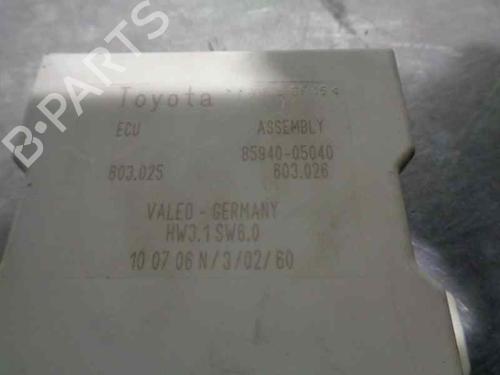 B-PARTS
Toyota
ECU ASSEMBLY
85940-05040
603.025 603.026
VALEO - GERMANY
HW3.1 SW6.0
10 07 06 N/3/02/60